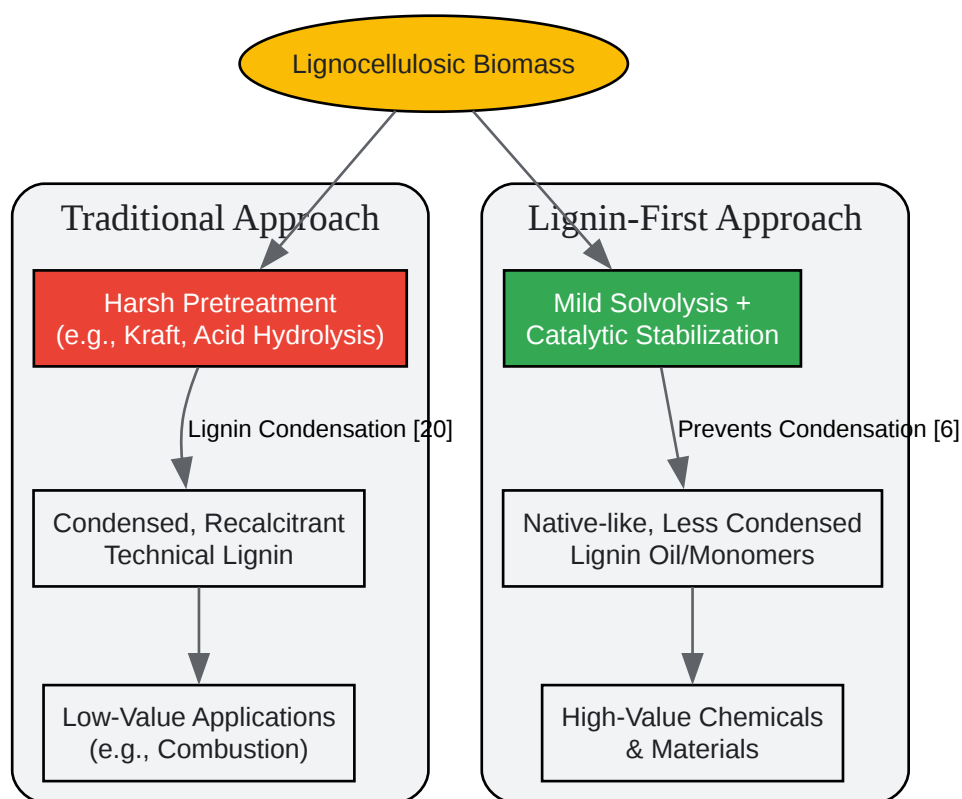 Lignocellulosic Biomass
Traditional Approach
Harsh Pretreatment
(e.g., Kraft, Acid Hydrolysis)
Lignin Condensation [20]
Condensed, Recalcitrant
Technical Lignin
Low-Value Applications
(e.g., Combustion)
Lignin-First Approach
Mild Solvolysis +
Catalytic Stabilization
Prevents Condensation [6]
Native-like, Less Condensed
Lignin Oil/Monomers
High-Value Chemicals
& Materials